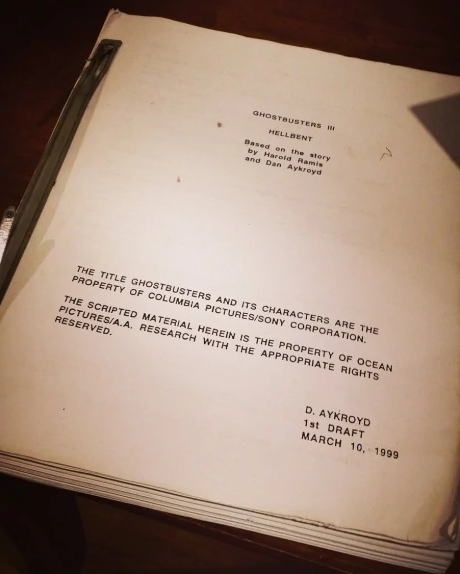 GHOSTBUSTERS III
HELLBENT
Based on the story
by Harold Ramis
and Dan Aykroyd
THE TITLE GHOSTBUSTERS AND ITS CHARACTERS ARE THE
PROPERTY OF COLUMBIA PICTURES/SONY CORPORATION.
THE SCRIPTED MATERIAL HEREIN IS THE PROPERTY OF OCEAN
PICTURES/A.A. RESEARCH WITH THE APPROPRIATE RIGHTS
RESERVED.
D. AYKROYD
1st DRAFT
MARCH 10, 1999